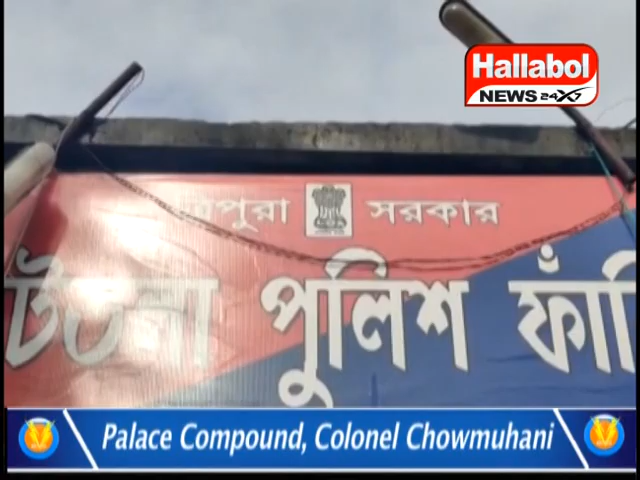 Hallabol
NEWS 24X7
ত্রিপুরা সরকার
টতলা পুলিশ ফাঁড়ি
Palace Compound, Colonel Chowmuhani